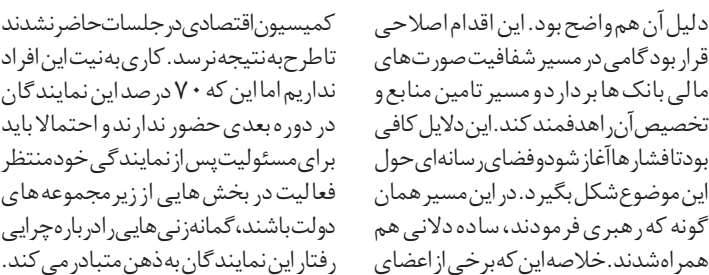 دلیل آن هم واضح بود. این اقدام اصلاحی
قرار بود گامی در مسیر شفافیت صورت‌های
مالی بانک ها بردارد و مسیر تامین منابع و
تخصیص آن را هدفمند کند. این دلایل کافی
بود تا فشارها آغاز شود و فضای رسانه‌ای حول
این موضوع شکل بگیرد. در این مسیر همان
گونه که رهبری فرمودند، ساده دلانی هم
همراه شدند. خلاصه این که برخی از اعضای
کمیسیون اقتصادی در جلسات حاضر نشدند
تا طرح به نتیجه نرسد. کاری به نیت این افراد
نداریم اما این که ۷۰ درصد این نمایندگان
در دوره بعدی حضور ندارند و احتمالا باید
برای مسئولیت پس از نمایندگی خود منتظر
فعالیت در بخش هایی از زیرمجموعه های
دولت باشند، گمانه‌زنی‌هایی را درباره چرایی
رفتار این نمایندگان به ذهن متبادر می کند.